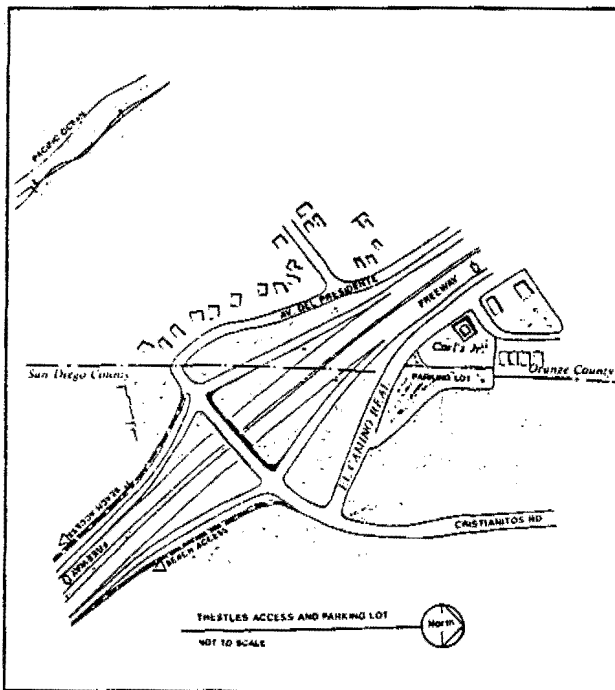 PACIFIC OCEAN
AV. DEL PRESIDENTE
FREEWAY
Carl's Jr.
San Diego County
Orange County
PARKING LOT
EL CAMINO REAL
BEACH ACCESS
FREEWAY
BEACH ACCESS
CRISTIANITOS RD
TRESTLES ACCESS AND PARKING LOT
North
NOT TO SCALE